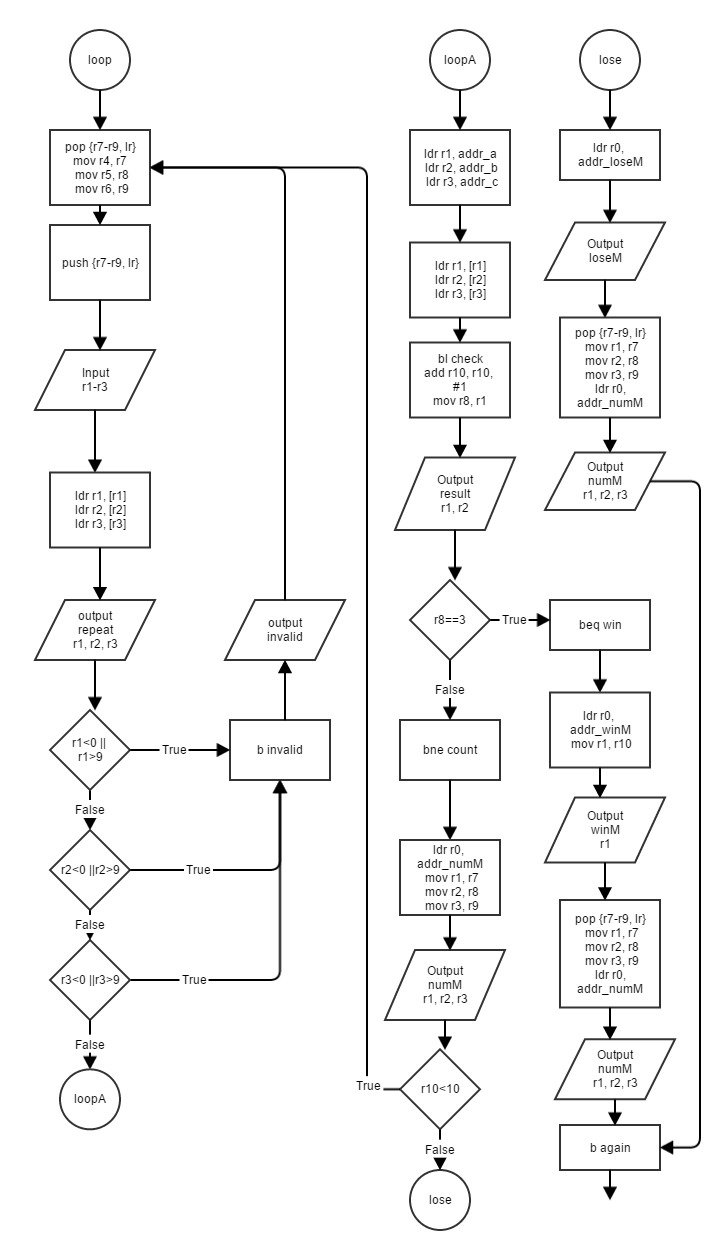 loop
pop {r7-r9, lr}
mov r4, r7
mov r5, r8
mov r6, r9
push {r7-r9, lr}
Input
r1-r3
ldr r1, [r1]
ldr r2, [r2]
ldr r3, [r3]
output
repeat
r1, r2, r3
r1<0 ||
r1>9
True
b invalid
output
invalid
False
r2<0 ||r2>9
True
False
r3<0 ||r3>9
True
False
loopA
loopA
ldr r1, addr_a
ldr r2, addr_b
ldr r3, addr_c
ldr r1, [r1]
ldr r2, [r2]
ldr r3, [r3]
bl check
add r10, r10,
#1
mov r8, r1
Output
result
r1, r2
r8==3
True
False
bne count
ldr r0,
addr_numM
mov r1, r7
mov r2, r8
mov r3, r9
Output
numM
r1, r2, r3
r10<10
True
False
lose
beq win
ldr r0,
addr_winM
mov r1, r10
Output
winM
r1
pop {r7-r9, lr}
mov r1, r7
mov r2, r8
mov r3, r9
ldr r0,
addr_numM
Output
numM
r1, r2, r3
b again
lose
ldr r0,
addr_loseM
Output
loseM
pop {r7-r9, lr}
mov r1, r7
mov r2, r8
mov r3, r9
ldr r0,
addr_numM
Output
numM
r1, r2, r3